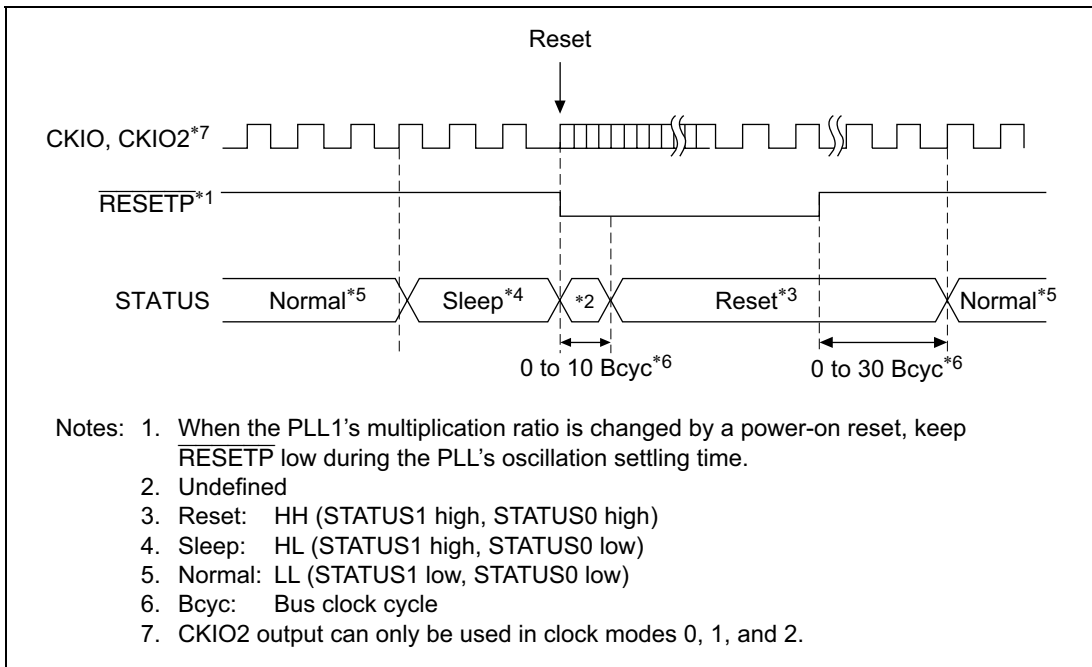 Reset
CKIO, CKIO2*7
RESETP*1
STATUS Normal*5 Sleep*4 *2 Reset*3 Normal*5
0 to 10 Bcyc*6 0 to 30 Bcyc*6
Notes: 1. When the PLL1's multiplication ratio is changed by a power-on reset, keep
RESETP low during the PLL's oscillation settling time.
2. Undefined
3. Reset: HH (STATUS1 high, STATUS0 high)
4. Sleep: HL (STATUS1 high, STATUS0 low)
5. Normal: LL (STATUS1 low, STATUS0 low)
6. Bcyc: Bus clock cycle
7. CKIO2 output can only be used in clock modes 0, 1, and 2.